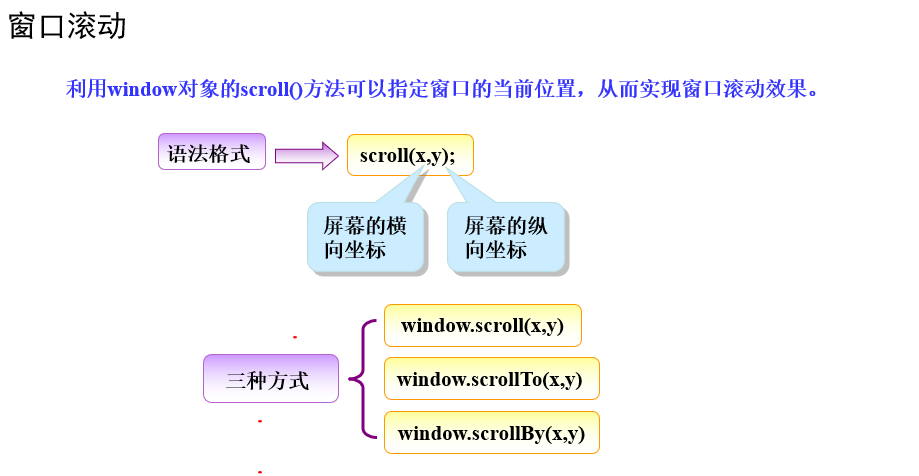 窗口滚动
利用window对象的scroll()方法可以指定窗口的当前位置，从而实现窗口滚动效果。
语法格式
scroll(x,y);
屏幕的横
向坐标
屏幕的纵
向坐标
三种方式
window.scroll(x,y)
window.scrollTo(x,y)
window.scrollBy(x,y)